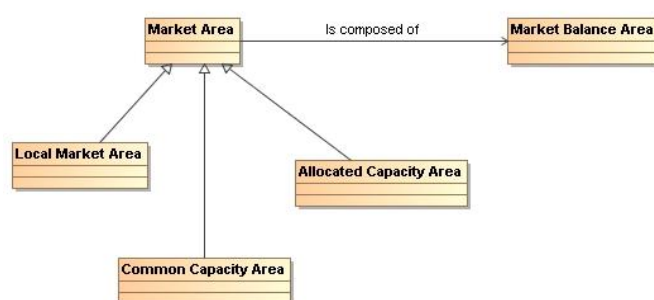 Market Area
Is composed of
Market Balance Area
Local Market Area
Allocated Capacity Area
Common Capacity Area